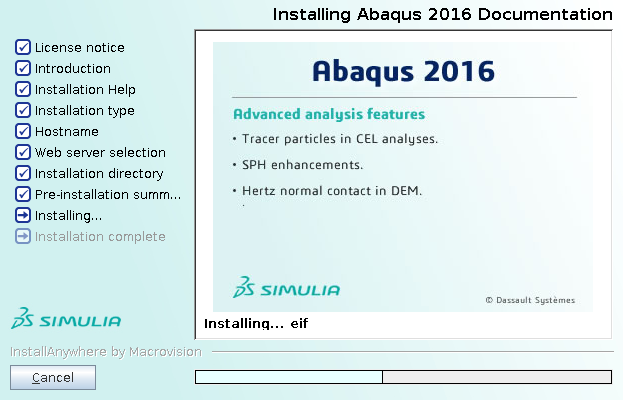 Installing Abaqus 2016 Documentation
License notice
Introduction
Installation Help
Installation type
Hostname
Web server selection
Installation directory
Pre-installation summ...
Installing...
Installation complete
Abaqus 2016
Advanced analysis features
• Tracer particles in CEL analyses.
• SPH enhancements.
• Hertz normal contact in DEM.
SIMULIA
© Dassault Systèmes
Installing... eif
SIMULIA
InstallAnywhere by Macrovision
Cancel